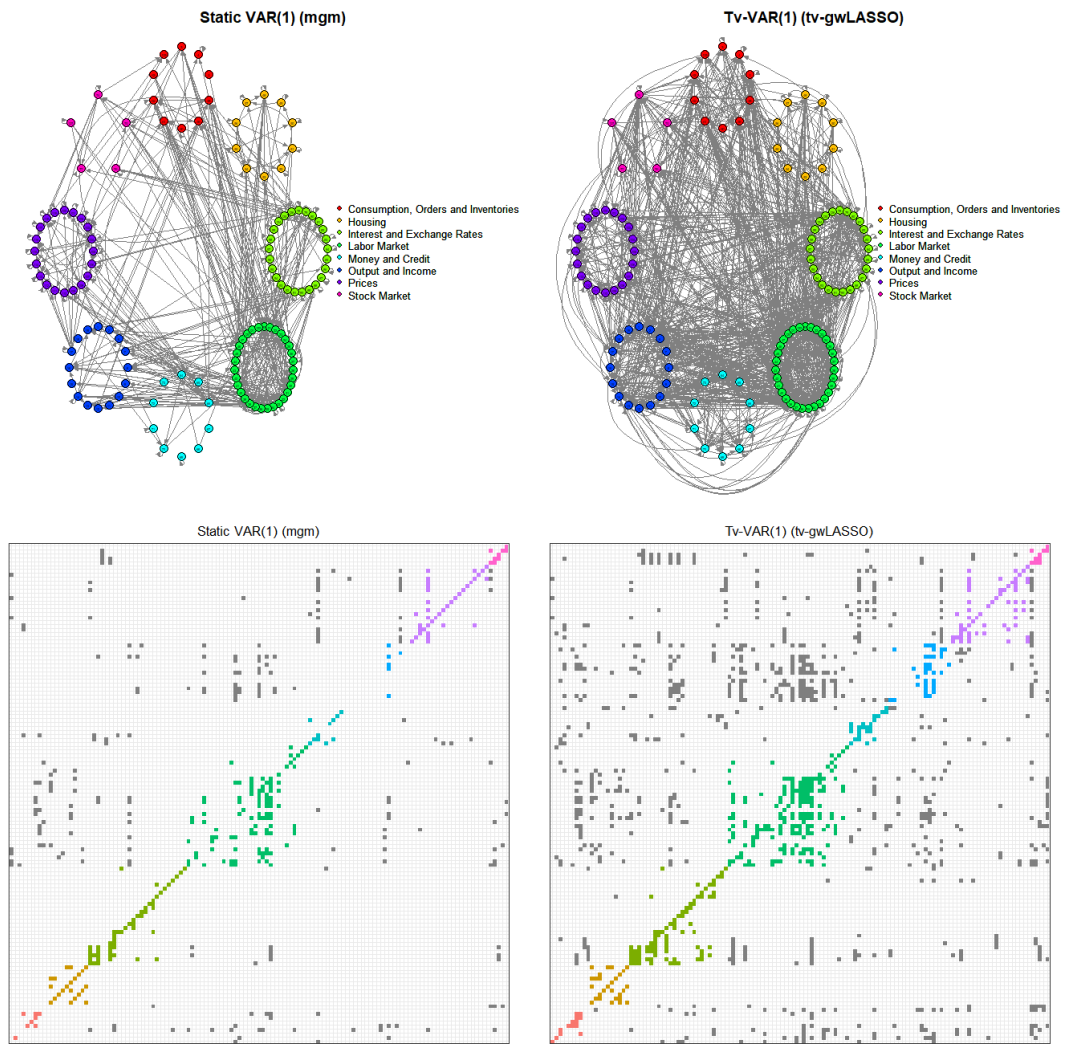 Static VAR(1) (mgm)
Tv-VAR(1) (tv-gwLASSO)
Consumption, Orders and Inventories
Housing
Interest and Exchange Rates
Labor Market
Money and Credit
Output and Income
Prices
Stock Market
Consumption, Orders and Inventories
Housing
Interest and Exchange Rates
Labor Market
Money and Credit
Output and Income
Prices
Stock Market
Static VAR(1) (mgm)
Tv-VAR(1) (tv-gwLASSO)